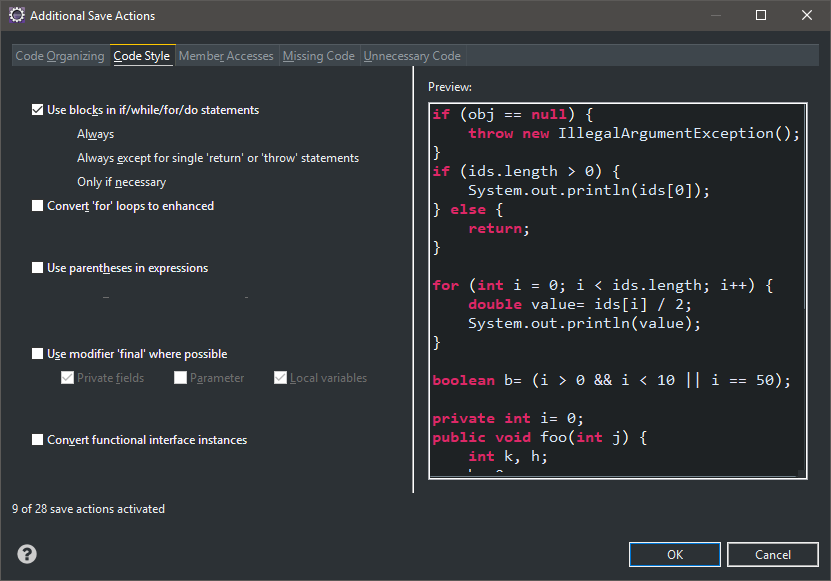 Additional Save Actions
Code Organizing Code Style Member Accesses Missing Code Unnecessary Code
Use blocks in if/while/for/do statements
Always
Always except for single 'return' or 'throw' statements
Only if necessary
Convert 'for' loops to enhanced
Use parentheses in expressions
Use modifier 'final' where possible
Private fields Parameter Local variables
Convert functional interface instances
Preview:
if (obj == null) {
    throw new IllegalArgumentException();
}
if (ids.length > 0) {
    System.out.println(ids[0]);
} else {
    return;
}
for (int i = 0; i < ids.length; i++) {
    double value= ids[i] / 2;
    System.out.println(value);
}
boolean b= (i > 0 && i < 10 || i == 50);
private int i= 0;
public void foo(int j) {
    int k, h;
9 of 28 save actions activated
?
OK Cancel